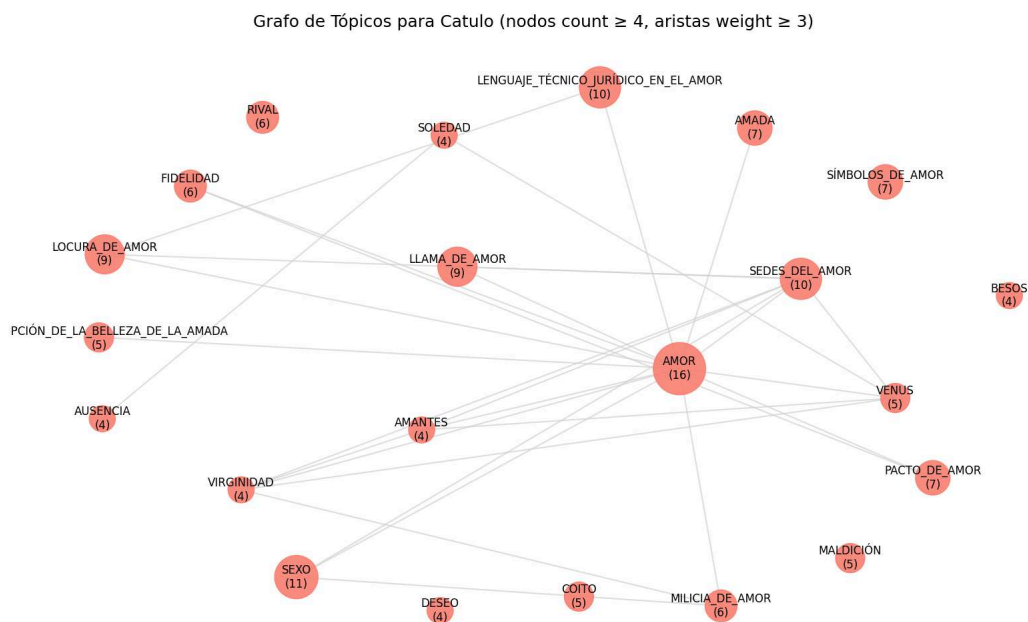 Grafo de Tópicos para Catulo (nodos count ≥ 4, aristas weight ≥ 3)
LENGUAJE_TÉCNICO_JURÍDICO_EN_EL_AMOR
(10)
RIVAL
(6)
SOLEDAD
(4)
AMADA
(7)
FIDELIDAD
(6)
SÍMBOLOS_DE_AMOR
(7)
LOCURA_DE_AMOR
(9)
LLAMA_DE_AMOR
(9)
SEDES_DEL_AMOR
(10)
BESOS
(4)
PCIÓN_DE_LA_BELLEZA_DE_LA_AMADA
(5)
AMOR
(16)
VENUS
(5)
AUSENCIA
(4)
AMANTES
(4)
PACTO_DE_AMOR
(7)
VIRGINIDAD
(4)
MALDICIÓN
(5)
SEXO
(11)
COITO
(5)
MILICIA_DE_AMOR
(6)
DESEO
(4)